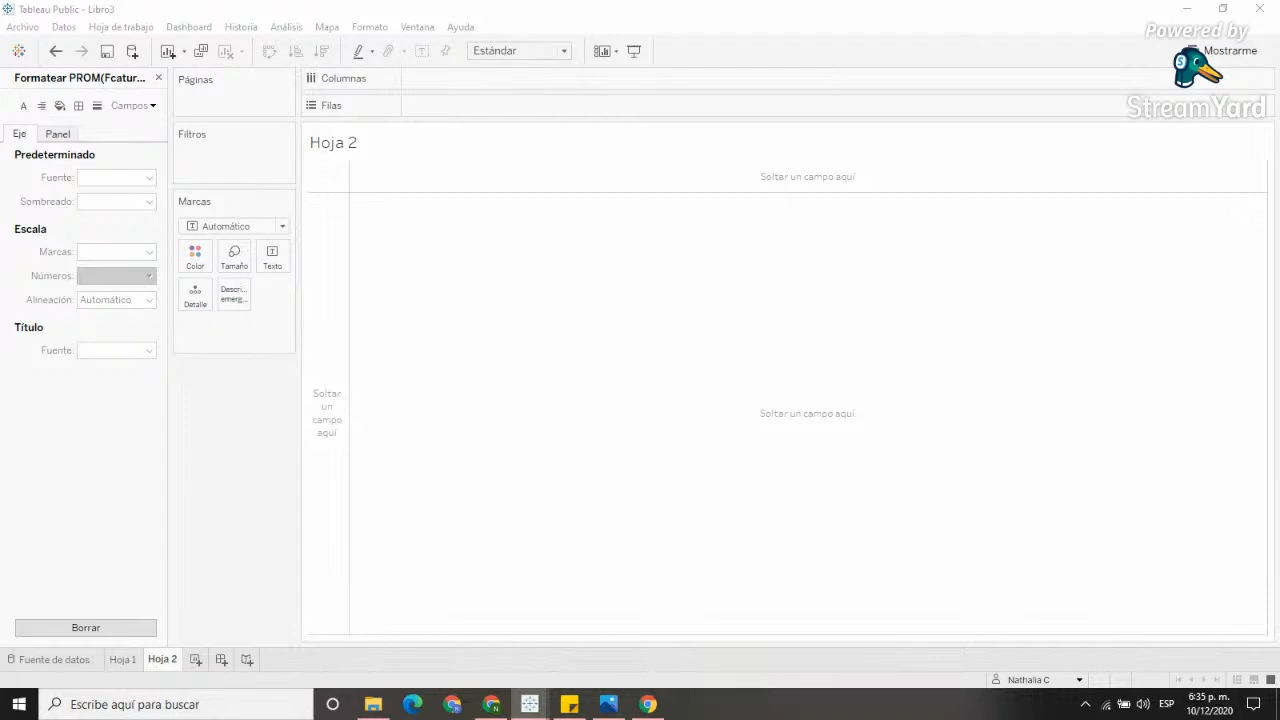 Tableau Public - Libro3
Archivo Datos Hoja de trabajo Dashboard Historia Análisis Mapa Formato Ventana Ayuda
Powered by
StreamYard
Estándar
Mostrarme
Formatear PROM(Fcatur...
Campos
Eje Panel
Predeterminado
Fuente:
Sombreado:
Escala
Marcas:
Números:
Alineación: Automático
Título
Fuente:
Borrar
Páginas
Filtros
Marcas
Automático
Color Tamaño Texto
Detalle
Descri...
emerg...
Columnas
Filas
Hoja 2
Soltar un campo aquí
Soltar
un
campo
aquí
Soltar un campo aquí
Fuente de datos Hoja 1 Hoja 2
Nathalia C
Escribe aquí para buscar
ESP
6:35 p. m.
10/12/2020